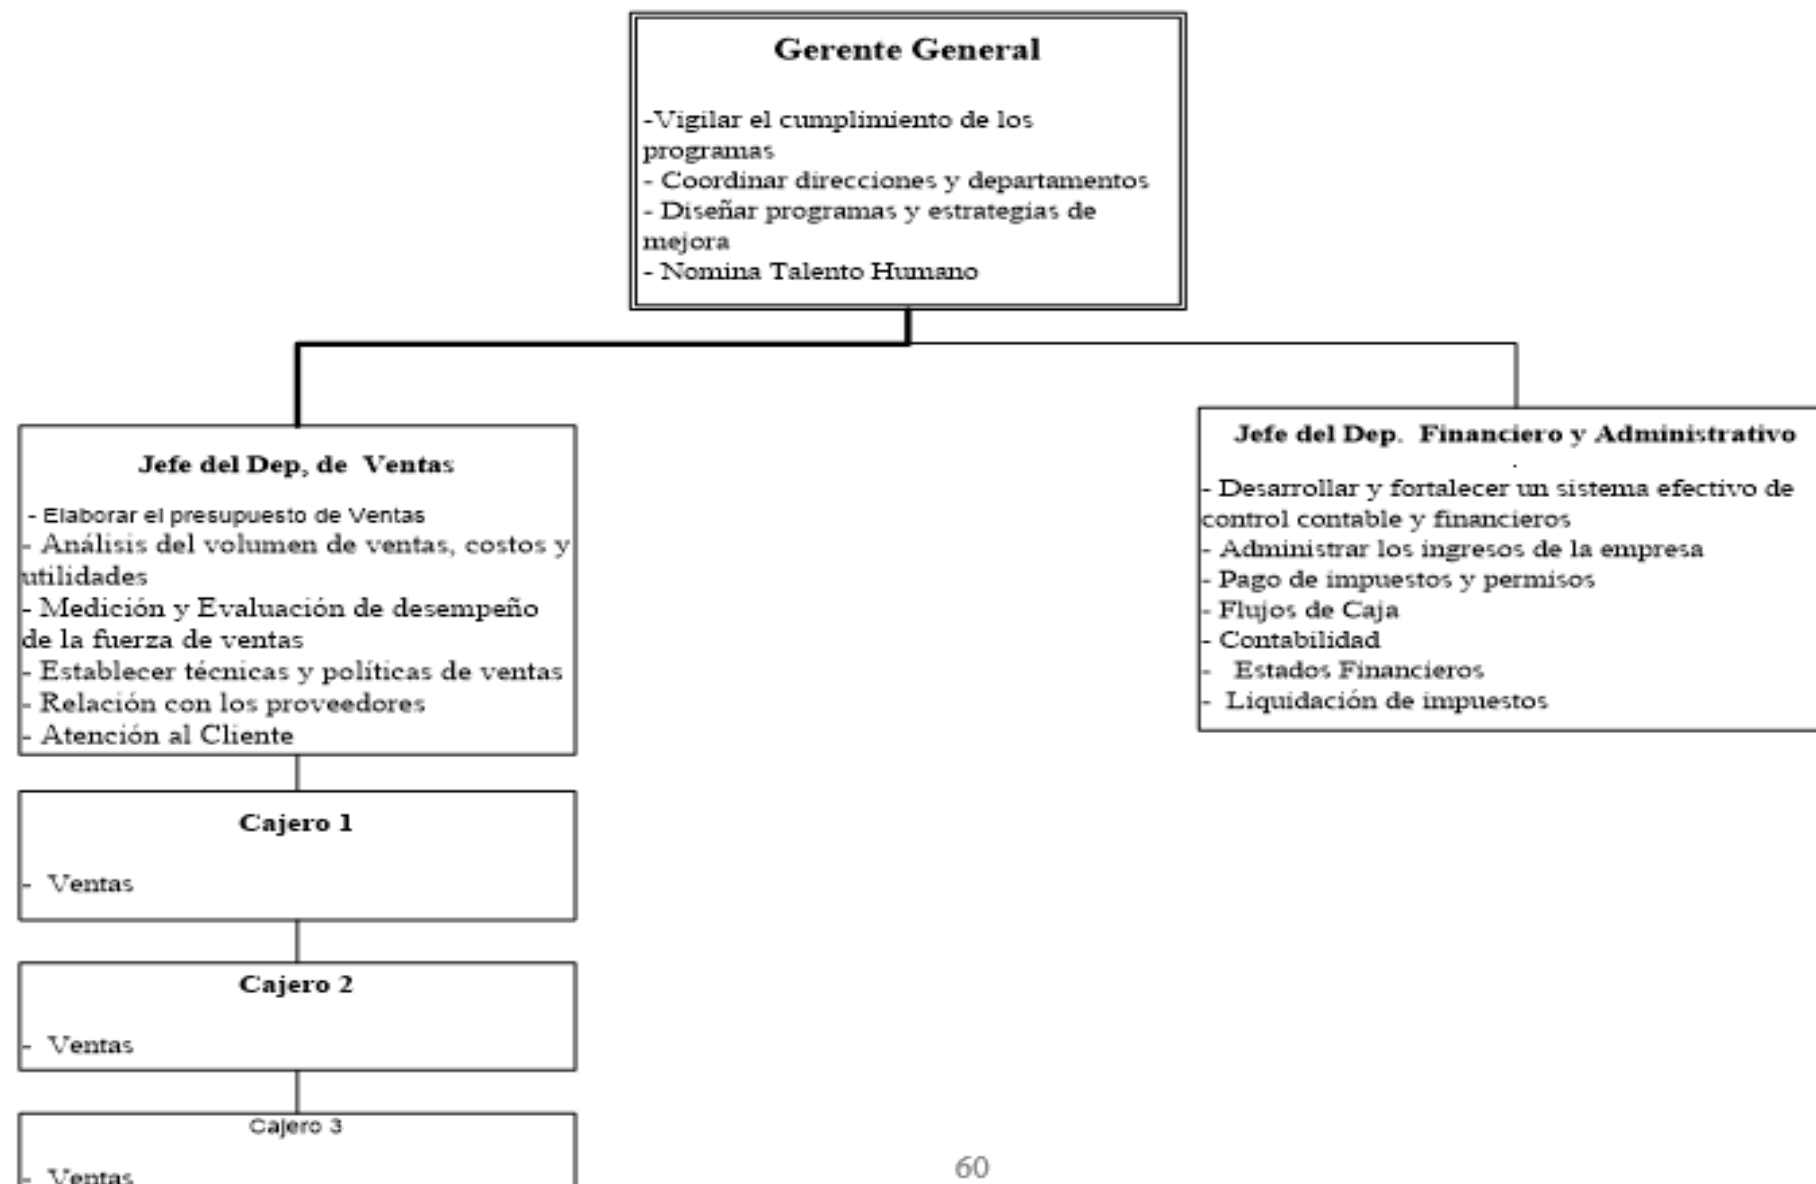 Gerente General
-Vigilar el cumplimiento de los
programas
- Coordinar direcciones y departamentos
- Diseñar programas y estrategias de
mejora
- Nomina Talento Humano
Jefe del Dep, de Ventas
- Elaborar el presupuesto de Ventas
- Análisis del volumen de ventas, costos y
utilidades
- Medición y Evaluación de desempeño
de la fuerza de ventas
- Establecer técnicas y políticas de ventas
- Relación con los proveedores
- Atención al Cliente
Jefe del Dep. Financiero y Administrativo
.
- Desarrollar y fortalecer un sistema efectivo de
control contable y financieros
- Administrar los ingresos de la empresa
- Pago de impuestos y permisos
- Flujos de Caja
- Contabilidad
- Estados Financieros
- Liquidación de impuestos
Cajero 1
- Ventas
Cajero 2
- Ventas
Cajero 3
- Ventas
60